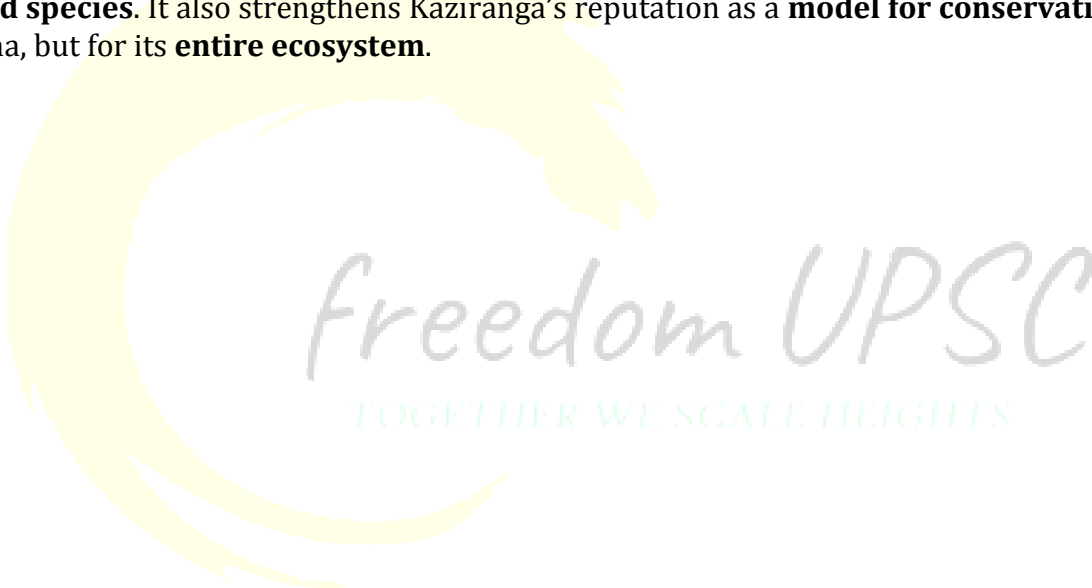 d species. It also strengthens Kaziranga's reputation as a model for conservati
na, but for its entire ecosystem.
freedom UPSC
TOGETHER WE SCALE HEIGHTS